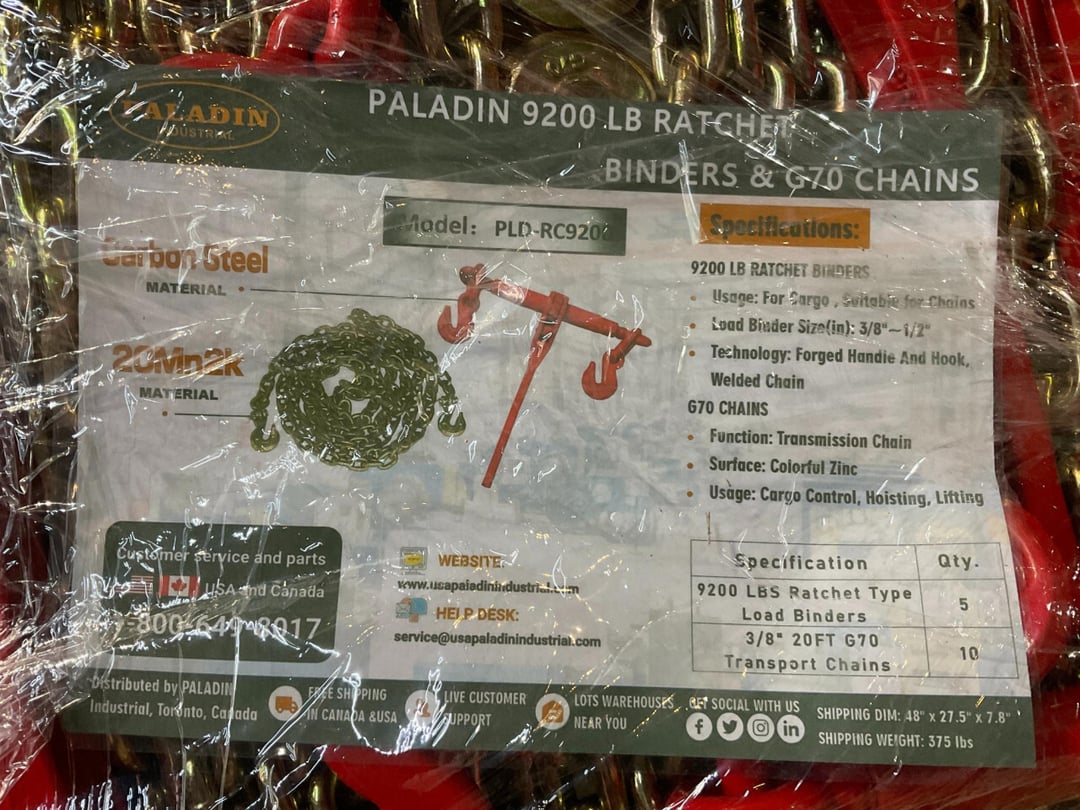 PALADIN
INDUSTRIAL
PALADIN 9200 LB RATCHET
BINDERS & G70 CHAINS
Model: PLD-RC9200
Specifications:
Carbon Steel
MATERIAL
20Mn2k
MATERIAL
9200 LB RATCHET BINDERS
• Usage: For Cargo , Suitable for Chains
• Load Binder Size(in): 3/8"~1/2"
• Technology: Forged Handle And Hook,
Welded Chain
G70 CHAINS
• Function: Transmission Chain
• Surface: Colorful Zinc
• Usage: Cargo Control, Hoisting, Lifting
Customer service and parts
USA and Canada
WEBSITE:
www.usapaladinindustrial.com
HELP DESK:
service@usapaladinindustrial.com
Specification Qty.
9200 LBS Ratchet Type
Load Binders 5
3/8" 20FT G70
Transport Chains 10
Distributed by PALADIN
Industrial, Toronto, Canada
FREE SHIPPING
IN CANADA &USA
LIVE CUSTOMER
SUPPORT
LOTS WAREHOUSES
NEAR YOU
GET SOCIAL WITH US
SHIPPING DIM: 48" x 27.5" x 7.8"
SHIPPING WEIGHT: 375 lbs